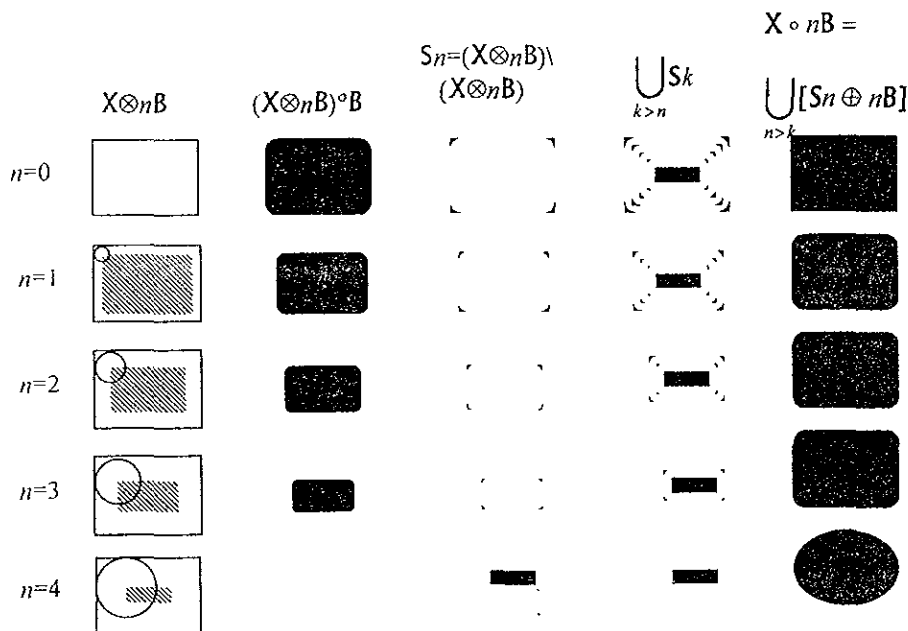 X⊗nB
(X⊗nB)°B
Sn=(X⊗nB)\
(X⊗nB)
⋃Sk
k>n
X ∘ nB =
⋃[Sn ⊕ nB]
n>k
n=0
n=1
n=2
n=3
n=4